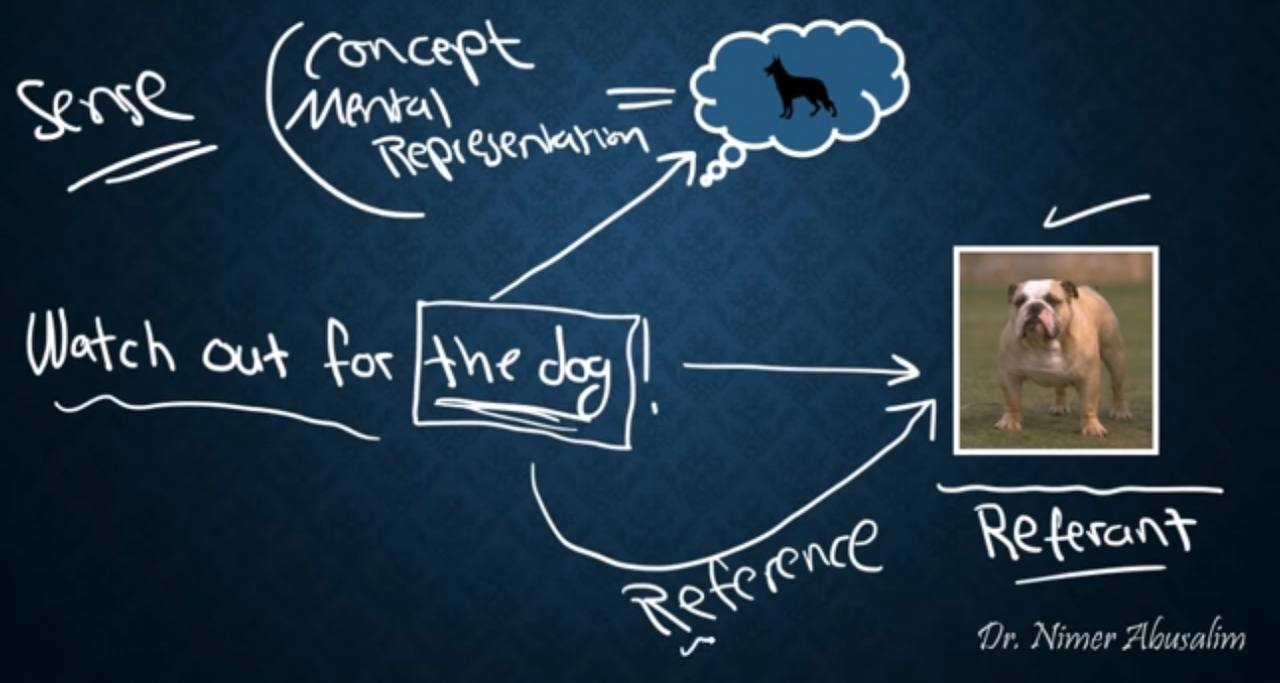 Sense
Concept
Mental
Representation
=
Watch out for the dog!
Reference
Referant
Dr. Nimer Abusalim